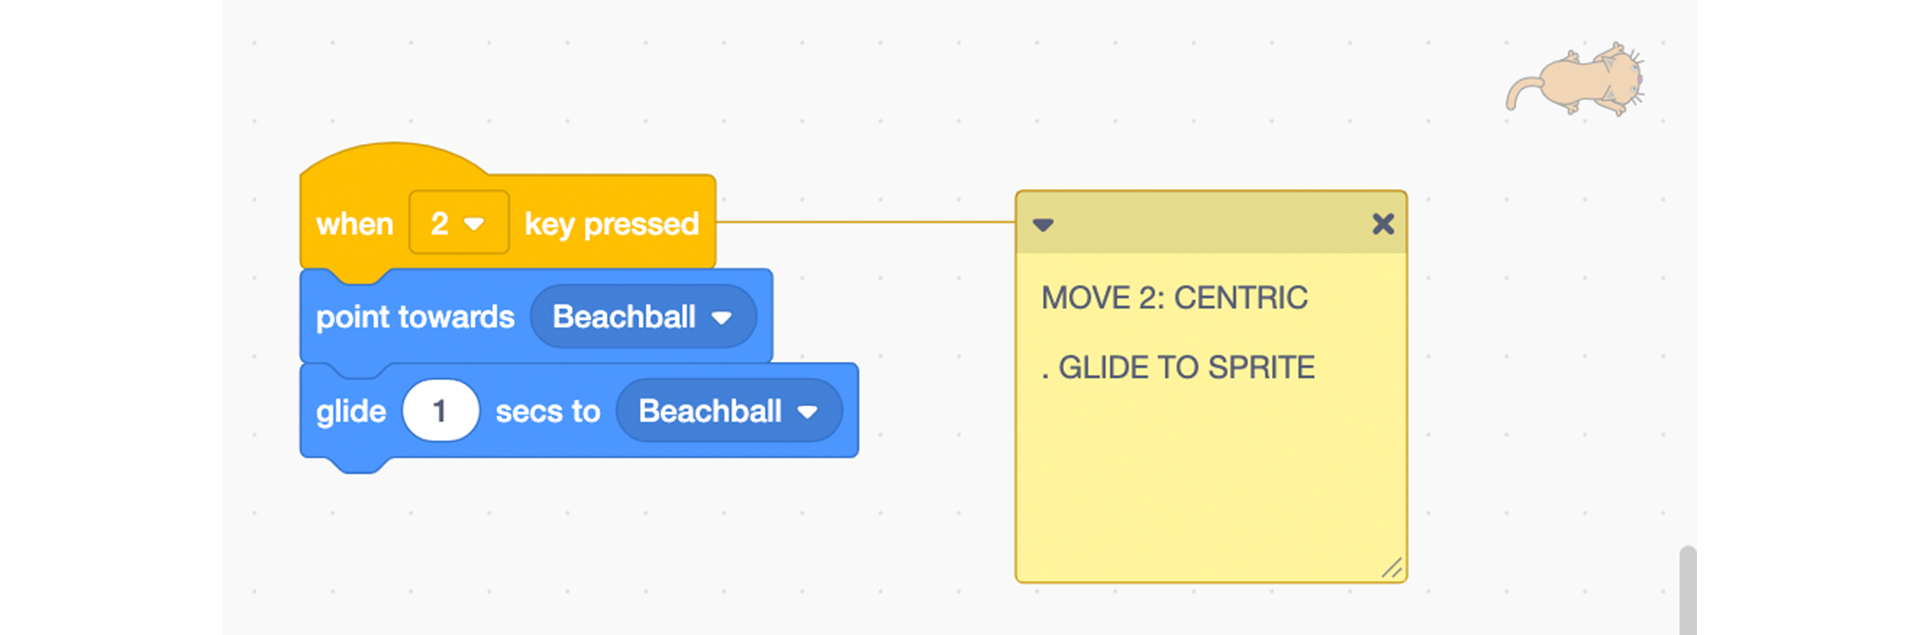 when 2 key pressed
point towards Beachball
glide 1 secs to Beachball
MOVE 2: CENTRIC
. GLIDE TO SPRITE